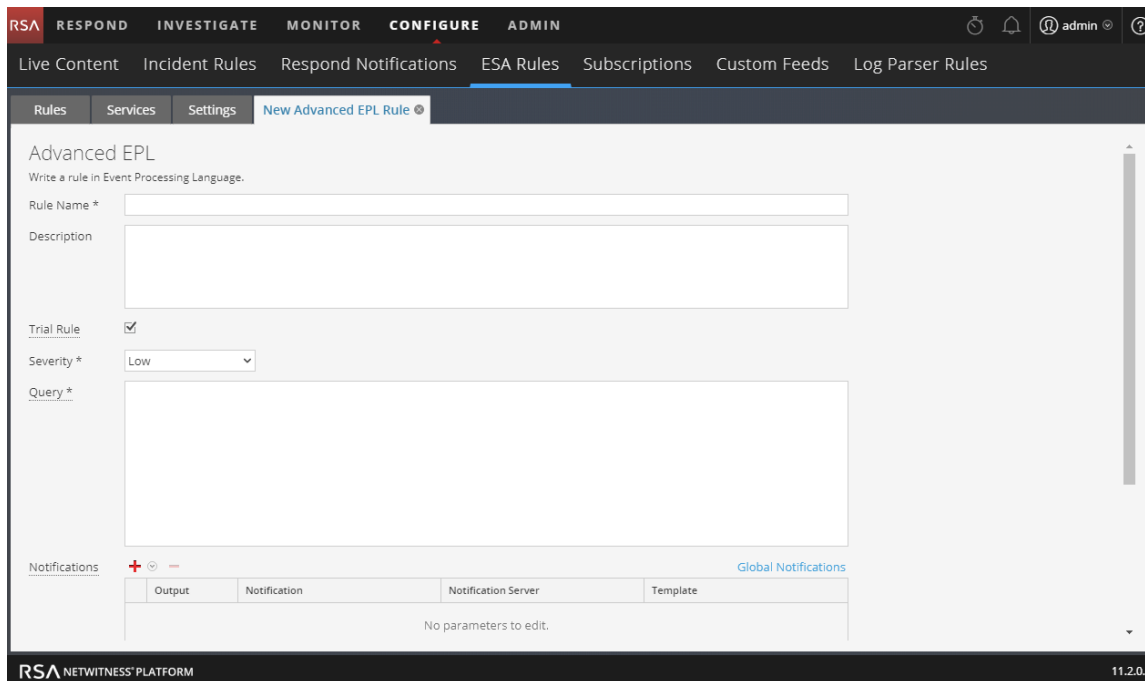 RSA RESPOND INVESTIGATE MONITOR CONFIGURE ADMIN admin
Live Content Incident Rules Respond Notifications ESA Rules Subscriptions Custom Feeds Log Parser Rules
Rules Services Settings New Advanced EPL Rule
Advanced EPL
Write a rule in Event Processing Language.
Rule Name *
Description
Trial Rule
Severity * Low
Query *
Notifications Global Notifications
Output Notification Notification Server Template
No parameters to edit.
RSA NETWITNESS® PLATFORM 11.2.0.